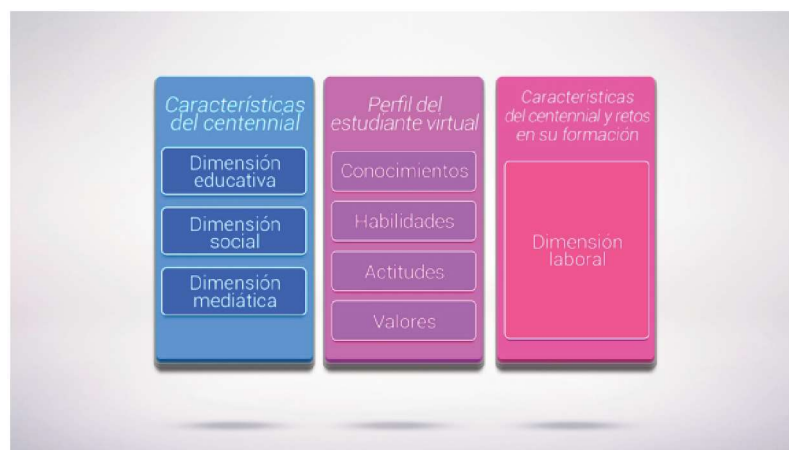 Características
del centennial
Dimensión
educativa
Dimensión
social
Dimensión
mediática
Perfil del
estudiante virtual
Conocimientos
Habilidades
Actitudes
Valores
Características
del centennial y retos
en su formación
Dimensión
laboral